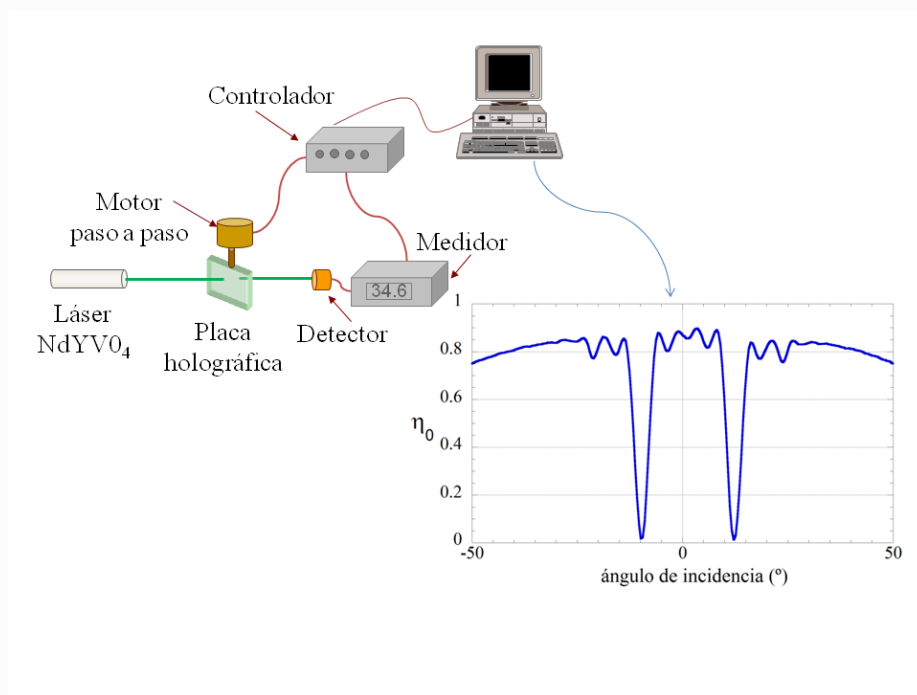 Controlador
Motor
paso a paso
Medidor
34.6
Láser
NdYV0₄
Placa
holográfica
Detector
1
0.8
0.6
η₀
0.4
0.2
0
-50
0
50
ángulo de incidencia (º)